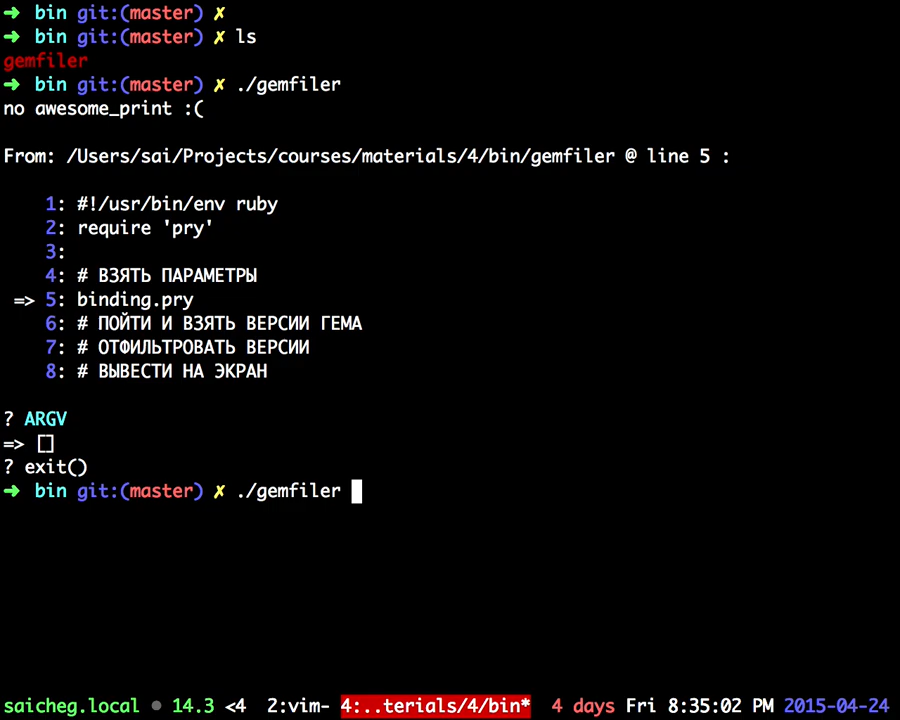 ➜ bin git:(master) ✗
➜ bin git:(master) ✗ ls
gemfiler
➜ bin git:(master) ✗ ./gemfiler
no awesome_print :(
From: /Users/sai/Projects/courses/materials/4/bin/gemfiler @ line 5 :
1: #!/usr/bin/env ruby
2: require 'pry'
3:
4: # ВЗЯТЬ ПАРАМЕТРЫ
=> 5: binding.pry
6: # ПОЙТИ И ВЗЯТЬ ВЕРСИИ ГЕМА
7: # ОТФИЛЬТРОВАТЬ ВЕРСИИ
8: # ВЫВЕСТИ НА ЭКРАН
? ARGV
=> []
? exit()
➜ bin git:(master) ✗ ./gemfiler
saicheg.local ● 14.3 <4 2:vim- 4:..terials/4/bin* 4 days Fri 8:35:02 PM 2015-04-24